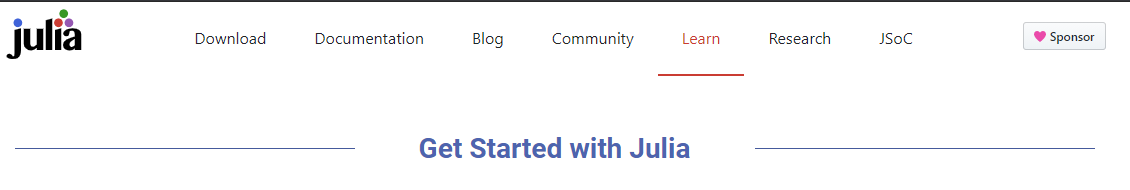 julia Download Documentation Blog Community Learn Research JSoC Sponsor
Get Started with Julia